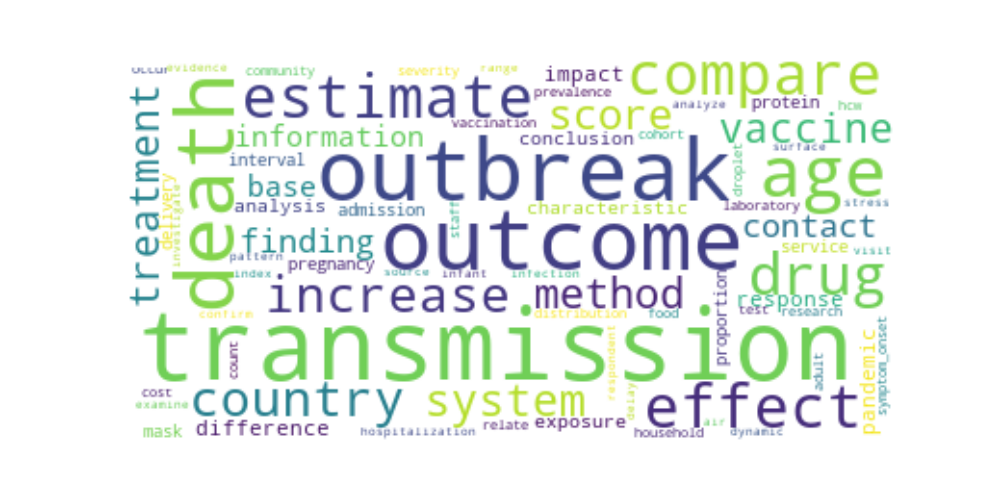 occur
evidence
community
severity
range
impact
compare
treatment
death
estimate
prevalence
score
analyze
protein
hcw
information
vaccination
conclusion
cohort
vaccine
interval
outbreak
droplet
surface
age
base
delivery
investigate
analysis
admission
staff
characteristic
laboratory
stress
finding
outcome
contact
pattern
pregnancy
service
visit
index
source
infant
infection
drug
increase
method
proportion
response
confirm
distribution
food
test
research
transmission
count
respondent
adult
pandemic
symptom_onset
cost
country
system
delay
effect
examine
mask
difference
hospitalization
relate
exposure
air
household
dynamic